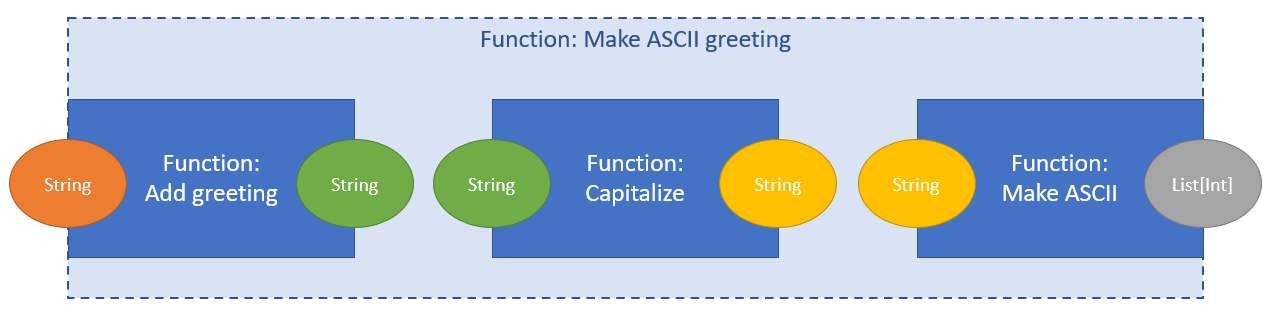 Function: Make ASCII greeting
String
Function:
Add greeting
String
String
Function:
Capitalize
String
String
Function:
Make ASCII
List[Int]